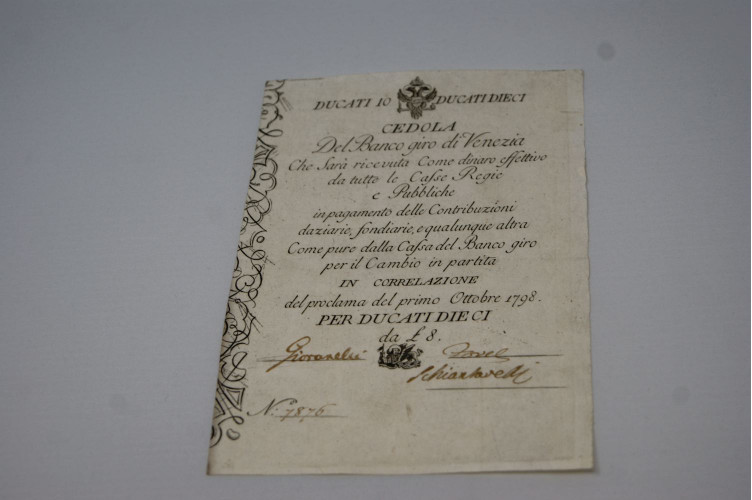 DUCATI 10 DUCATI DIECI
CEDOLA
Del Banco giro di Venezia
Che Sarà ricevuta Come dinaro effettivo
da tutte le Casse Regie
e Pubbliche
in pagamento delle Contribuzioni
daziarie, fondiarie, e qualunque altra
Come pure dalla Cassa del Banco giro
per il Cambio in partita
IN CORRELAZIONE
del proclama del primo Ottobre 1798.
PER DUCATI DIECI
da £ 8.
Giovanelli
N.º 7876